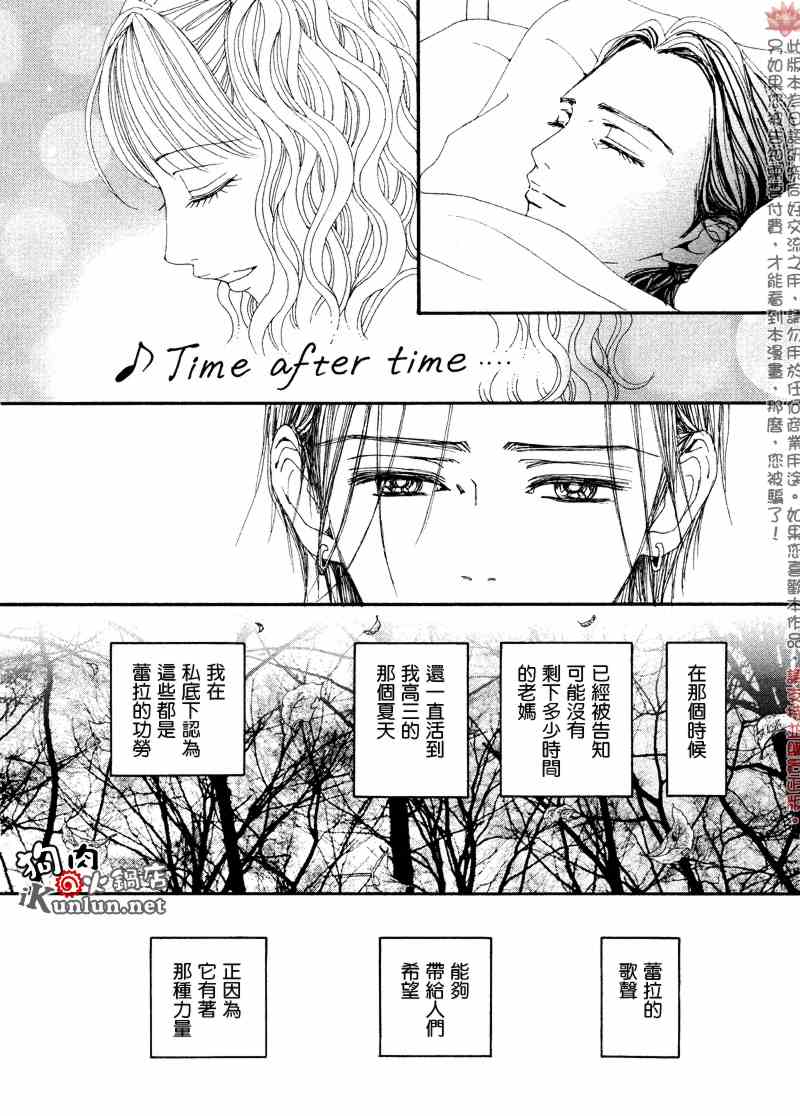 ♪ Time after time ....
在那個時候
已經被告知
可能沒有
剩下多少時間
的老媽
還一直活到
我高三的
那個夏天
我在
私底下認為
這些都是
蕾拉的功勞
蕾拉的
歌聲
能夠
帶給人們
希望
正因為
它有著
那種力量
狗肉
火鍋店
iKunlun.net